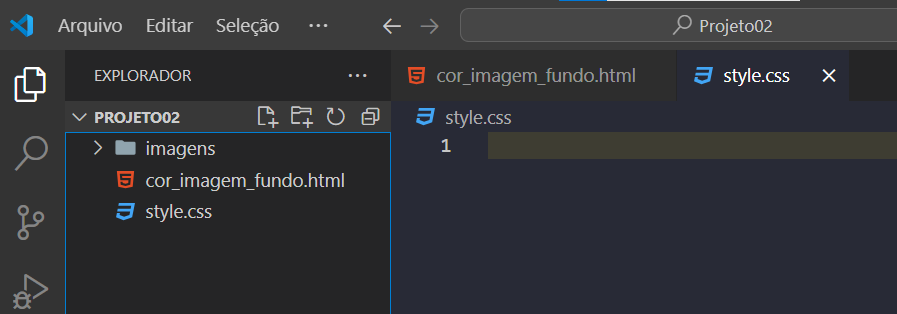 Arquivo Editar Seleção ··· Projeto02
EXPLORADOR ··· cor_imagem_fundo.html style.css
PROJETO02 style.css
imagens 1
cor_imagem_fundo.html
style.css